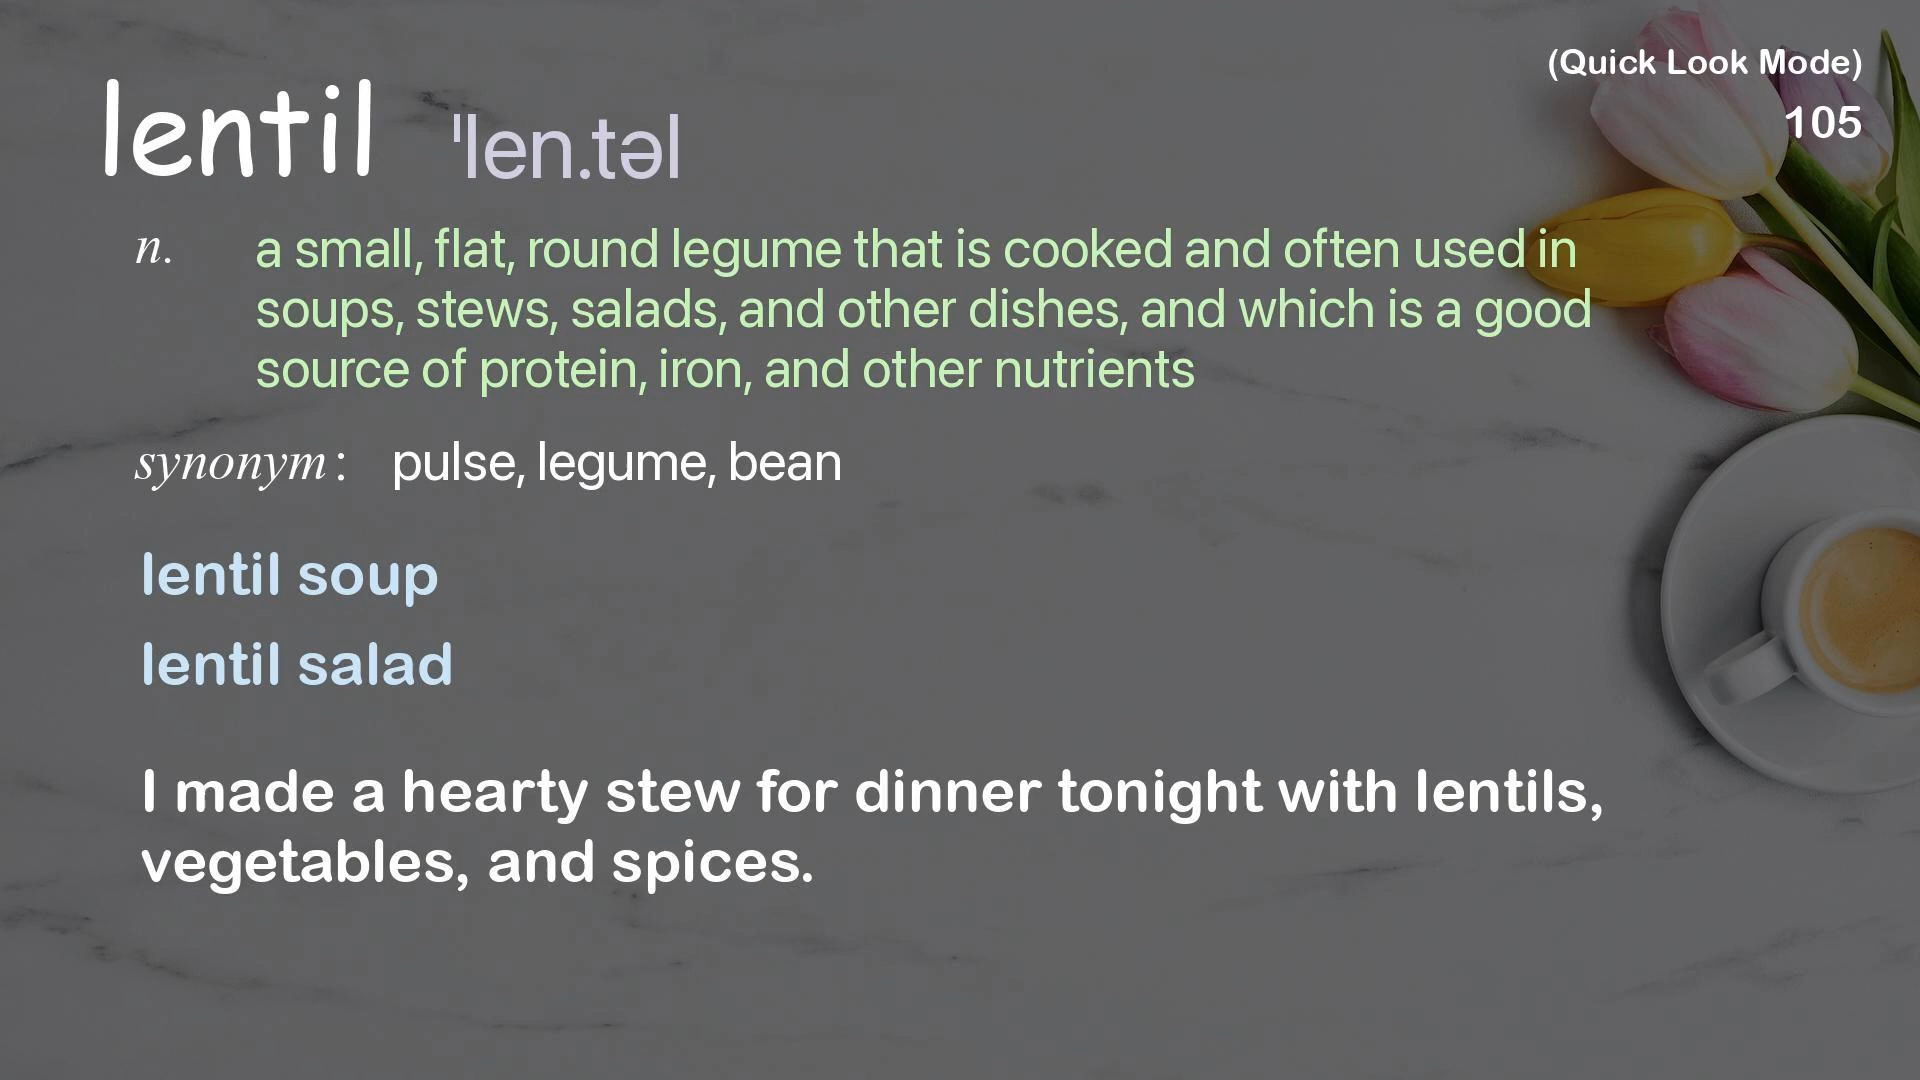 (Quick Look Mode)
105
lentil ˈlen.təl
n. a small, flat, round legume that is cooked and often used in
soups, stews, salads, and other dishes, and which is a good
source of protein, iron, and other nutrients
synonym: pulse, legume, bean
lentil soup
lentil salad
I made a hearty stew for dinner tonight with lentils,
vegetables, and spices.